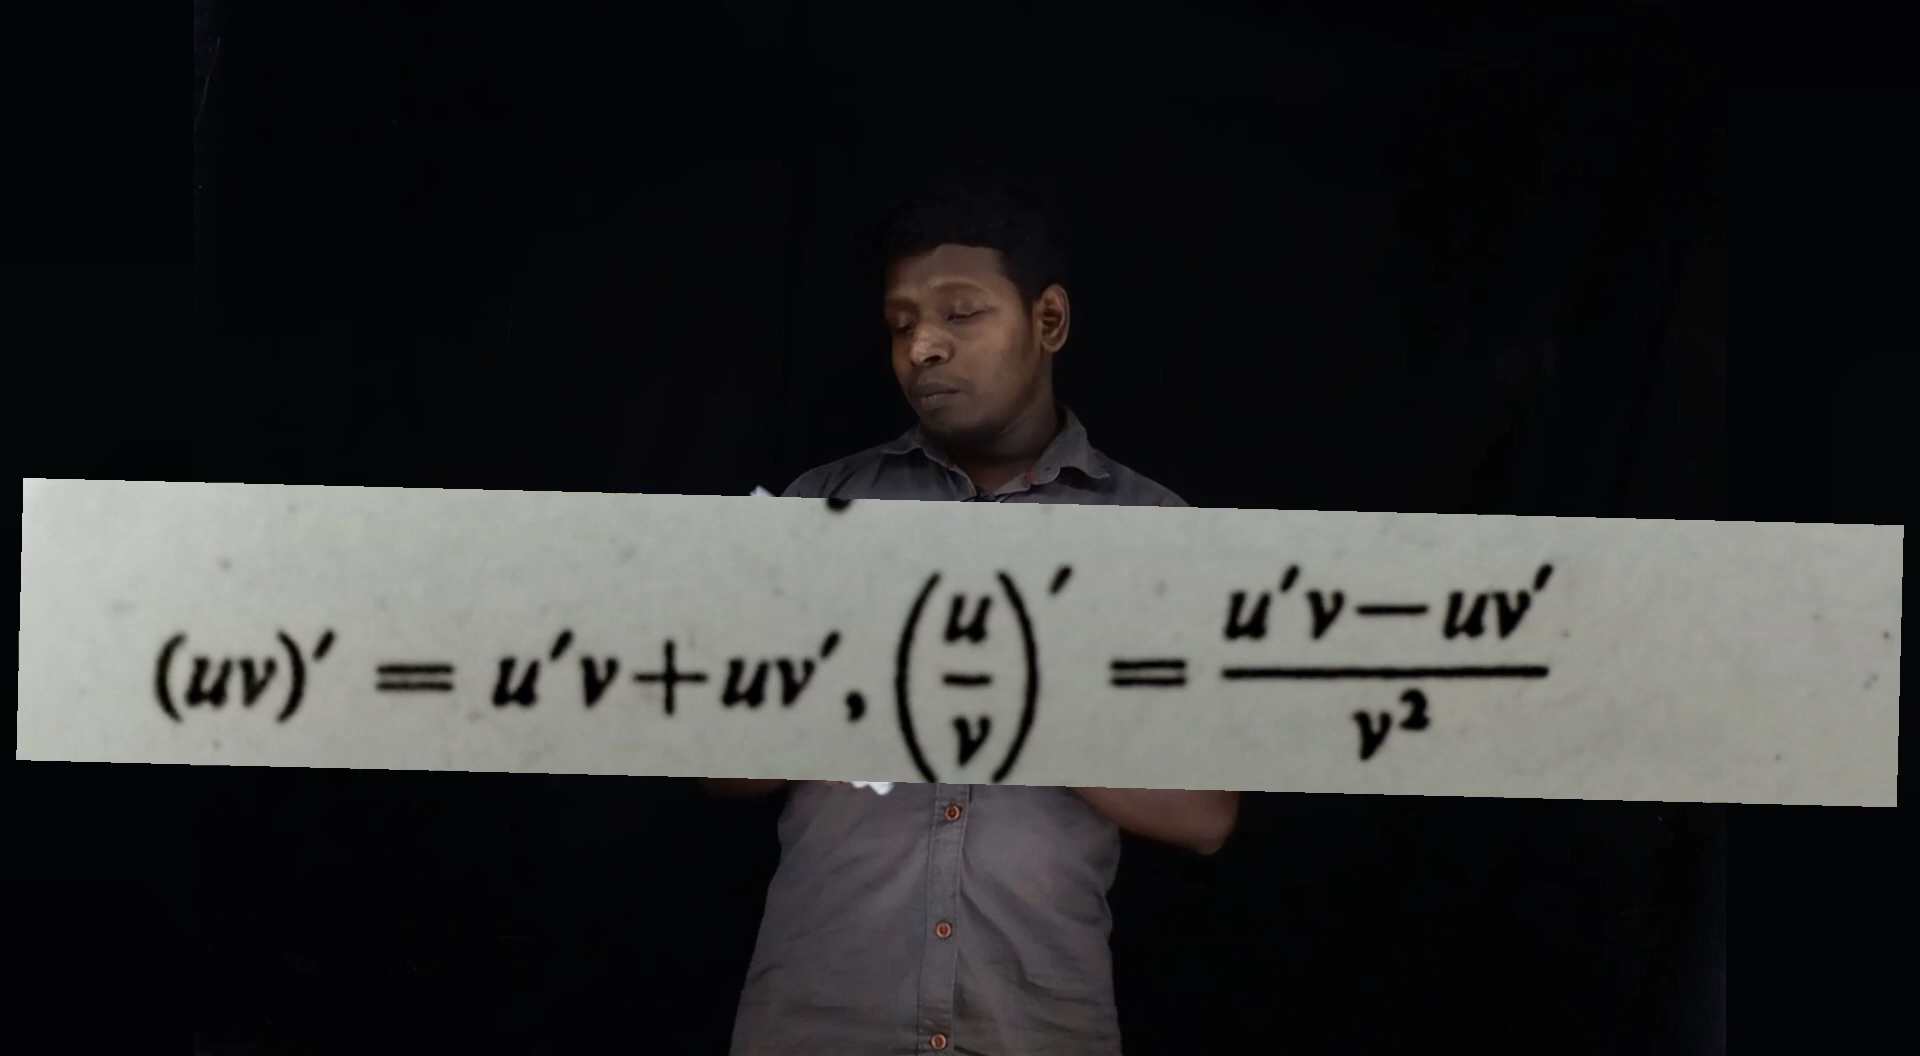 (uv)′ = u′v+uv′, (u/v)′ = u′v−uv′/v²